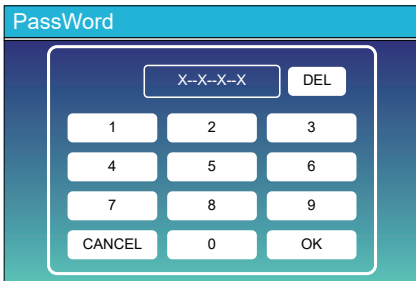 PassWord
X--X--X--X DEL
1 2 3
4 5 6
7 8 9
CANCEL 0 OK